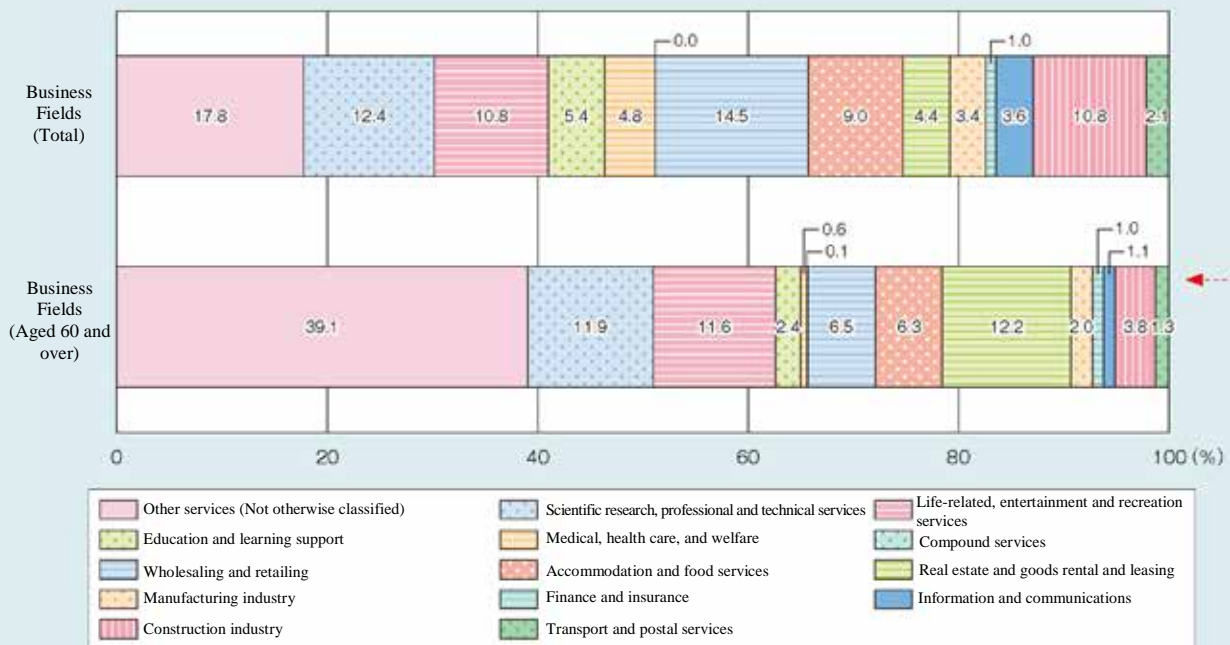 0.0
1.0
Business
Fields
(Total)
17.8
12.4
10.8
5.4
4.8
14.5
9.0
4.4
3.4
3.6
10.8
2.1
0.6
0.1
1.0
1.1
Business
Fields
(Aged 60 and
over)
39.1
11.9
11.6
2.4
6.5
6.3
12.2
2.0
3.8
1.3
0 20 40 60 80 100 (%)
Other services (Not otherwise classified)
Scientific research, professional and technical services
Life-related, entertainment and recreation
services
Education and learning support
Medical, health care, and welfare
Compound services
Wholesaling and retailing
Accommodation and food services
Real estate and goods rental and leasing
Manufacturing industry
Finance and insurance
Information and communications
Construction industry
Transport and postal services